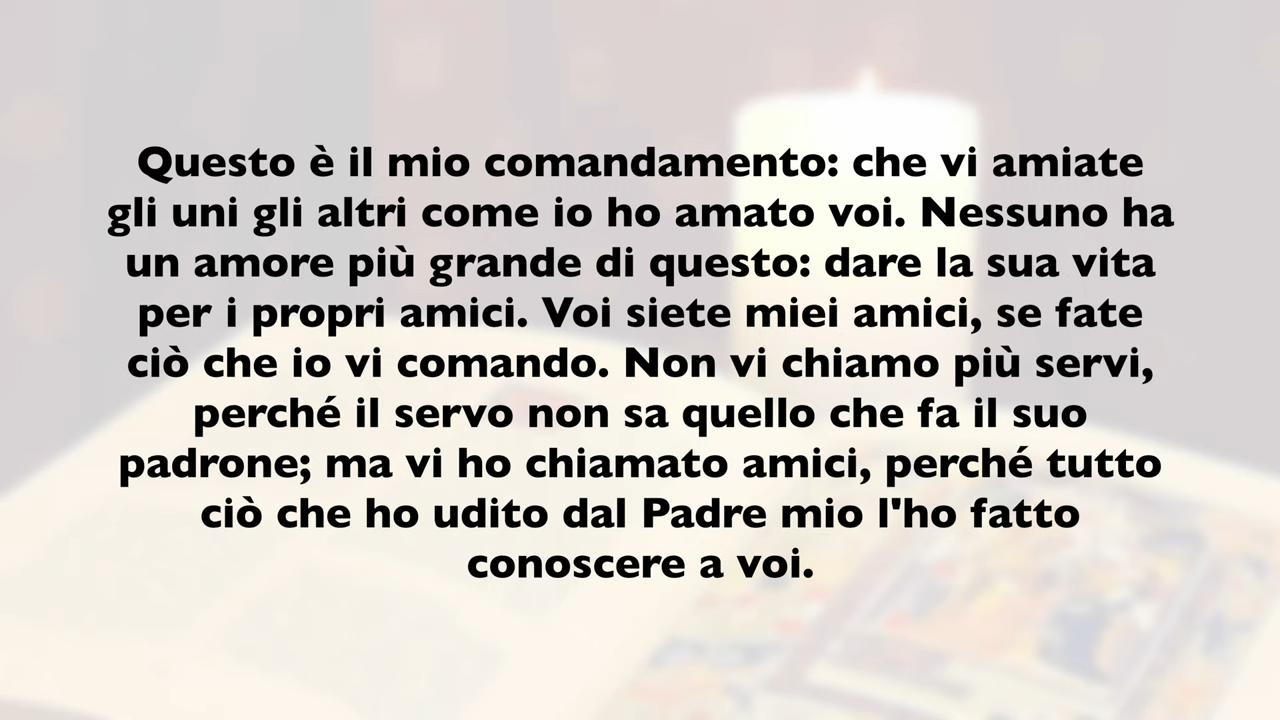 Questo è il mio comandamento: che vi amiate
gli uni gli altri come io ho amato voi. Nessuno ha
un amore più grande di questo: dare la sua vita
per i propri amici. Voi siete miei amici, se fate
ciò che io vi comando. Non vi chiamo più servi,
perché il servo non sa quello che fa il suo
padrone; ma vi ho chiamato amici, perché tutto
ciò che ho udito dal Padre mio l'ho fatto
conoscere a voi.